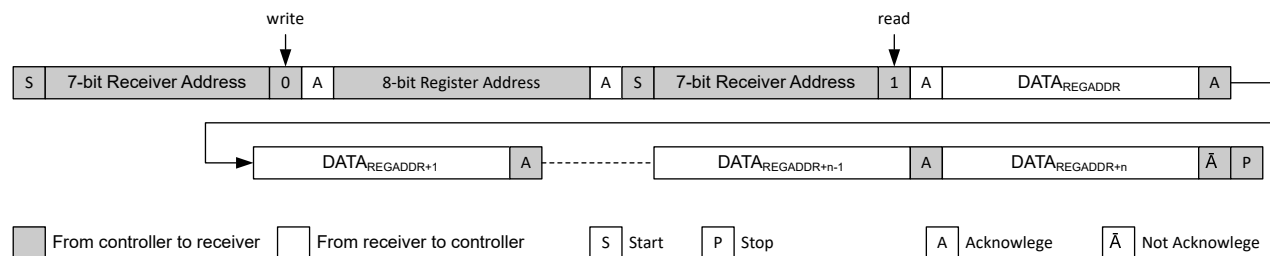 write read
S 7-bit Receiver Address 0 A 8-bit Register Address A S 7-bit Receiver Address 1 A DATAREGADDR A
DATAREGADDR+1 A DATAREGADDR+n-1 A DATAREGADDR+n Ā P
From controller to receiver From receiver to controller S Start P Stop A Acknowlege Ā Not Acknowlege